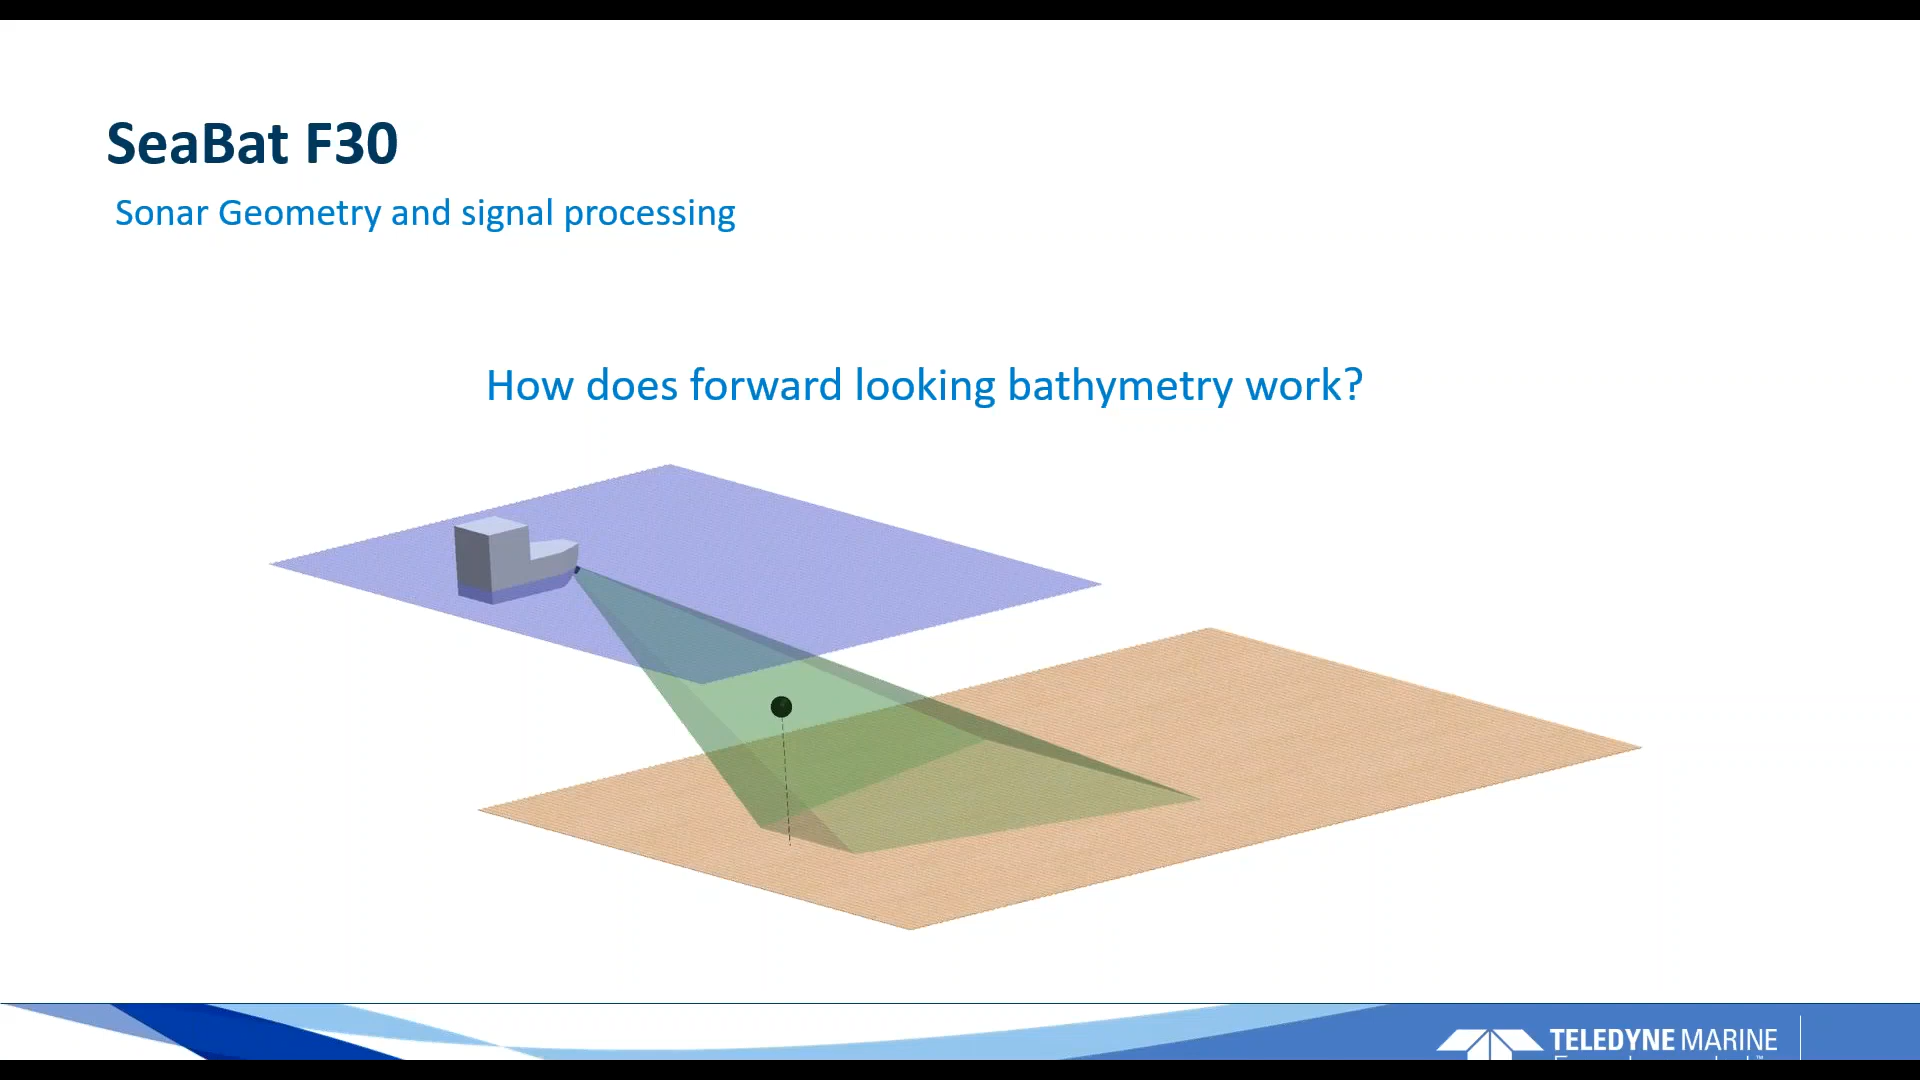 SeaBat F30
Sonar Geometry and signal processing
How does forward looking bathymetry work?
TELEDYNE MARINE